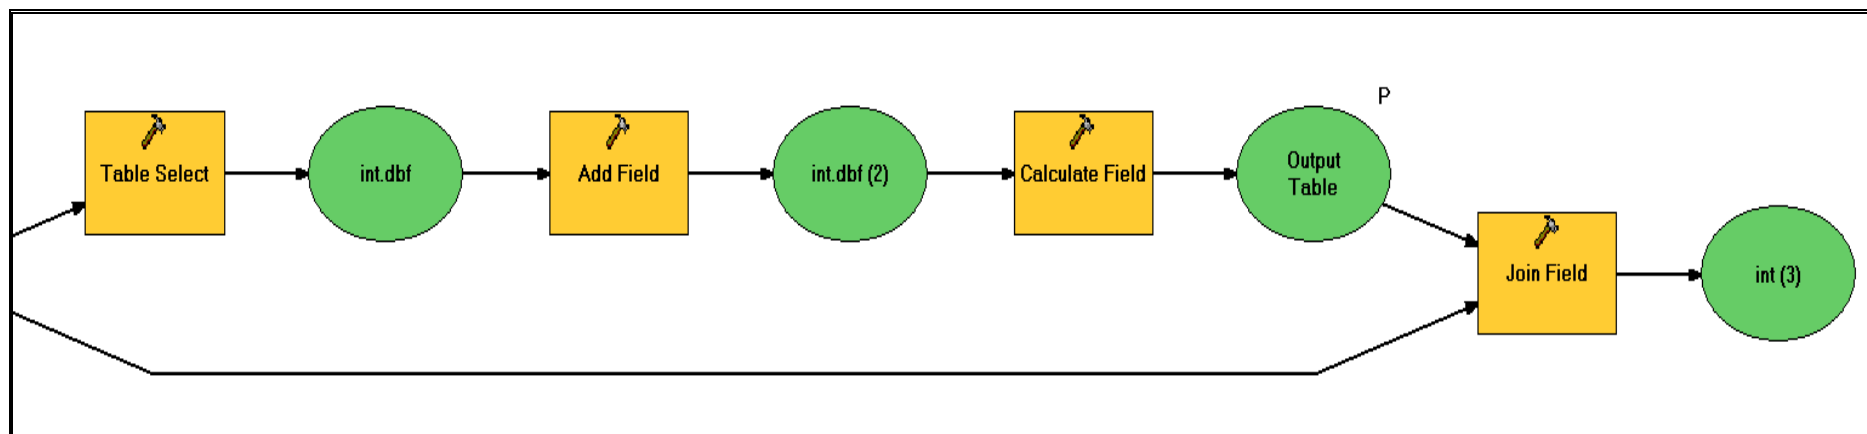 Table Select
int.dbf
Add Field
int.dbf (2)
Calculate Field
Output
Table
P
Join Field
int (3)